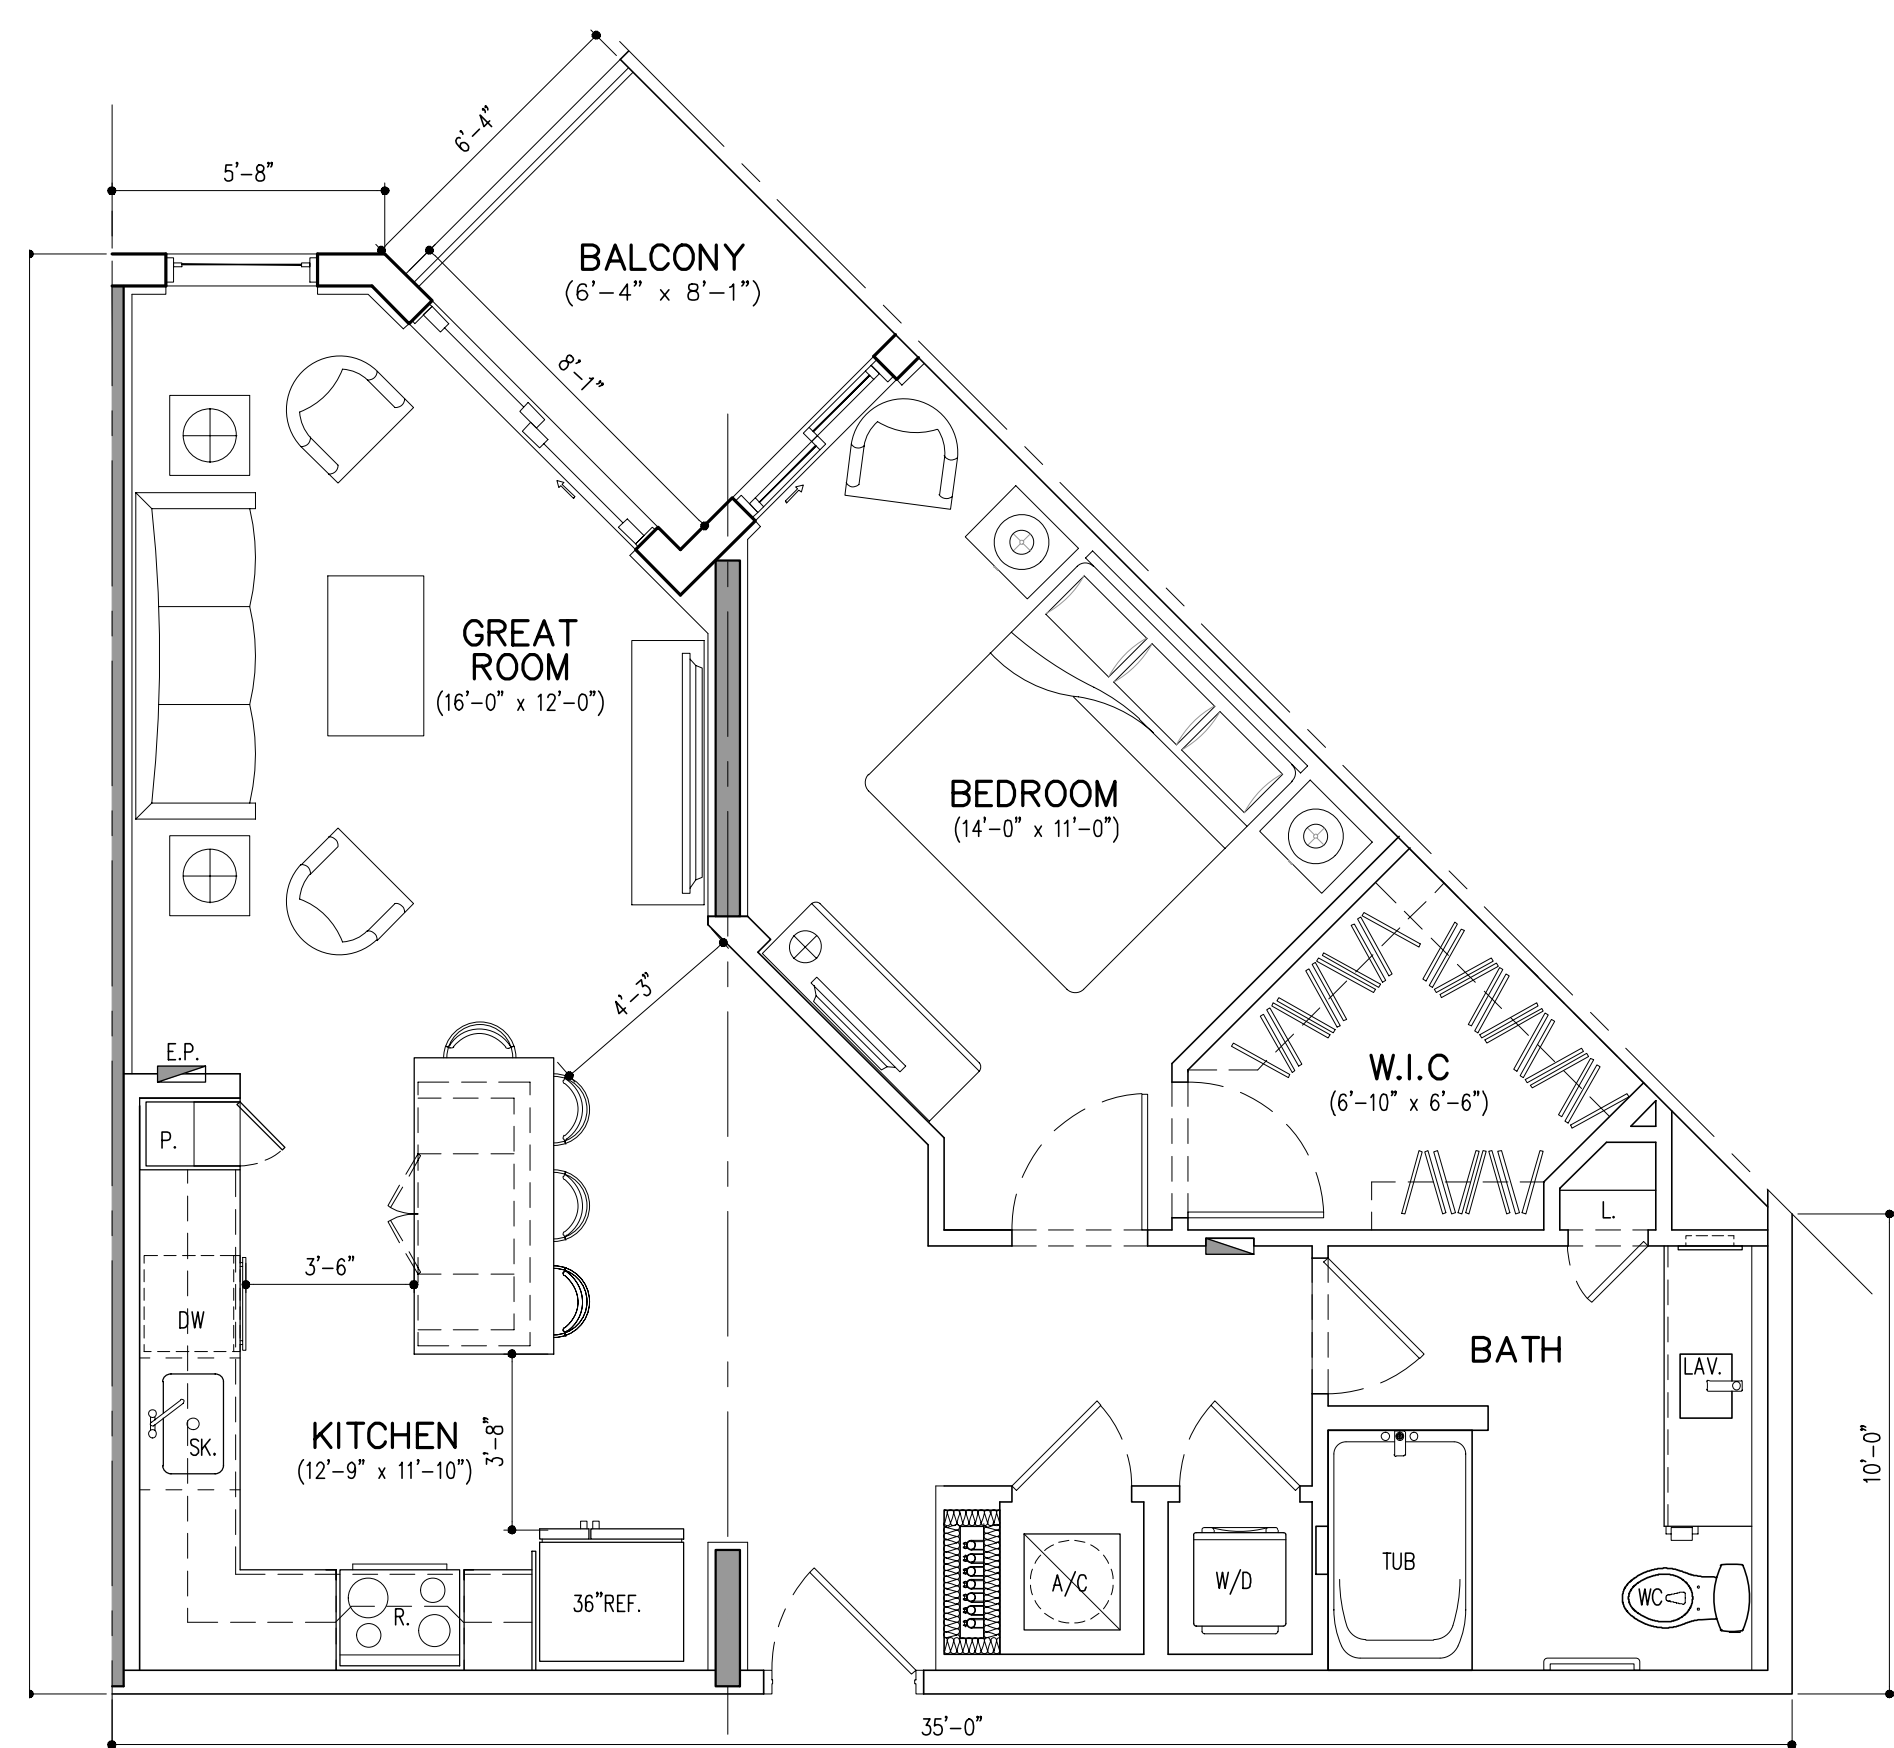 6'-4"
5'-8"
BALCONY
(6'-4" x 8'-1")
8'-1"
GREAT
ROOM
(16'-0" x 12'-0")
BEDROOM
(14'-0" x 11'-0")
4'-3"
E.P.
W.I.C
(6'-10" x 6'-6")
P.
L.
3'-6"
DW
BATH
LAV.
KITCHEN
(12'-9" x 11'-10")
3'-8"
SK.
10'-0"
TUB
A/C
W/D
WC
36"REF.
R.
35'-0"